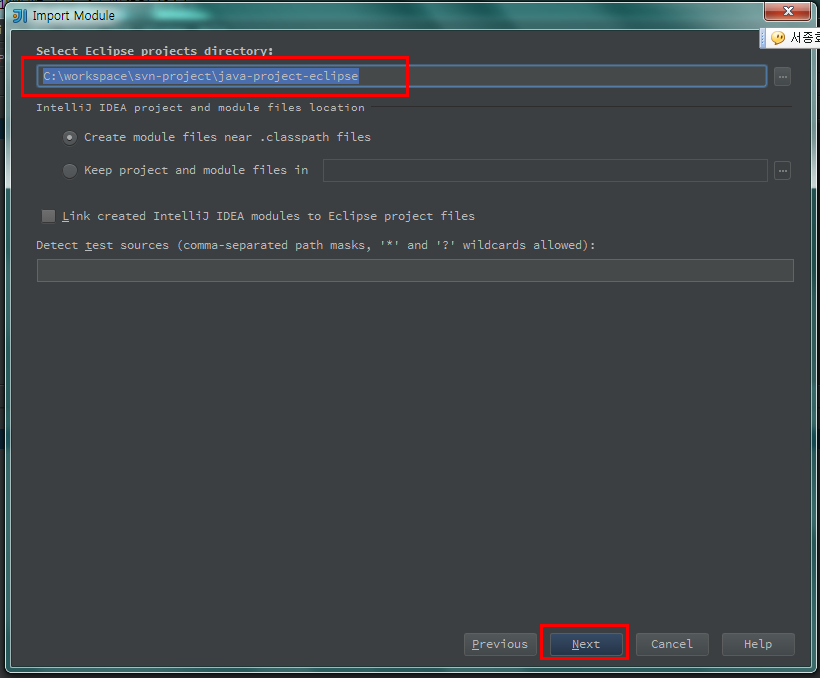 Import Module
서종호
Select Eclipse projects directory:
C:\workspace\svn-project\java-project-eclipse
...
IntelliJ IDEA project and module files location
Create module files near .classpath files
Keep project and module files in
...
Link created IntelliJ IDEA modules to Eclipse project files
Detect test sources (comma-separated path masks, '*' and '?' wildcards allowed):
Previous
Next
Cancel
Help